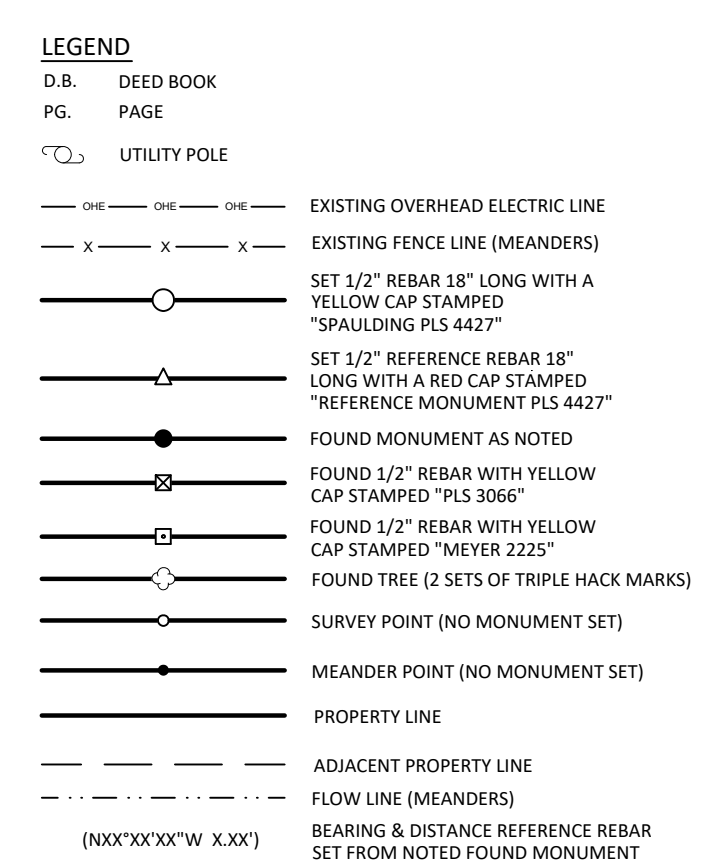 LEGEND
D.B. DEED BOOK
PG. PAGE
UTILITY POLE
OHE OHE OHE EXISTING OVERHEAD ELECTRIC LINE
X X X EXISTING FENCE LINE (MEANDERS)
SET 1/2" REBAR 18" LONG WITH A
YELLOW CAP STAMPED
"SPAULDING PLS 4427"
SET 1/2" REFERENCE REBAR 18"
LONG WITH A RED CAP STAMPED
"REFERENCE MONUMENT PLS 4427"
FOUND MONUMENT AS NOTED
FOUND 1/2" REBAR WITH YELLOW
CAP STAMPED "PLS 3066"
FOUND 1/2" REBAR WITH YELLOW
CAP STAMPED "MEYER 2225"
FOUND TREE (2 SETS OF TRIPLE HACK MARKS)
SURVEY POINT (NO MONUMENT SET)
MEANDER POINT (NO MONUMENT SET)
PROPERTY LINE
ADJACENT PROPERTY LINE
FLOW LINE (MEANDERS)
(NXX°XX'XX"W X.XX') BEARING & DISTANCE REFERENCE REBAR
SET FROM NOTED FOUND MONUMENT